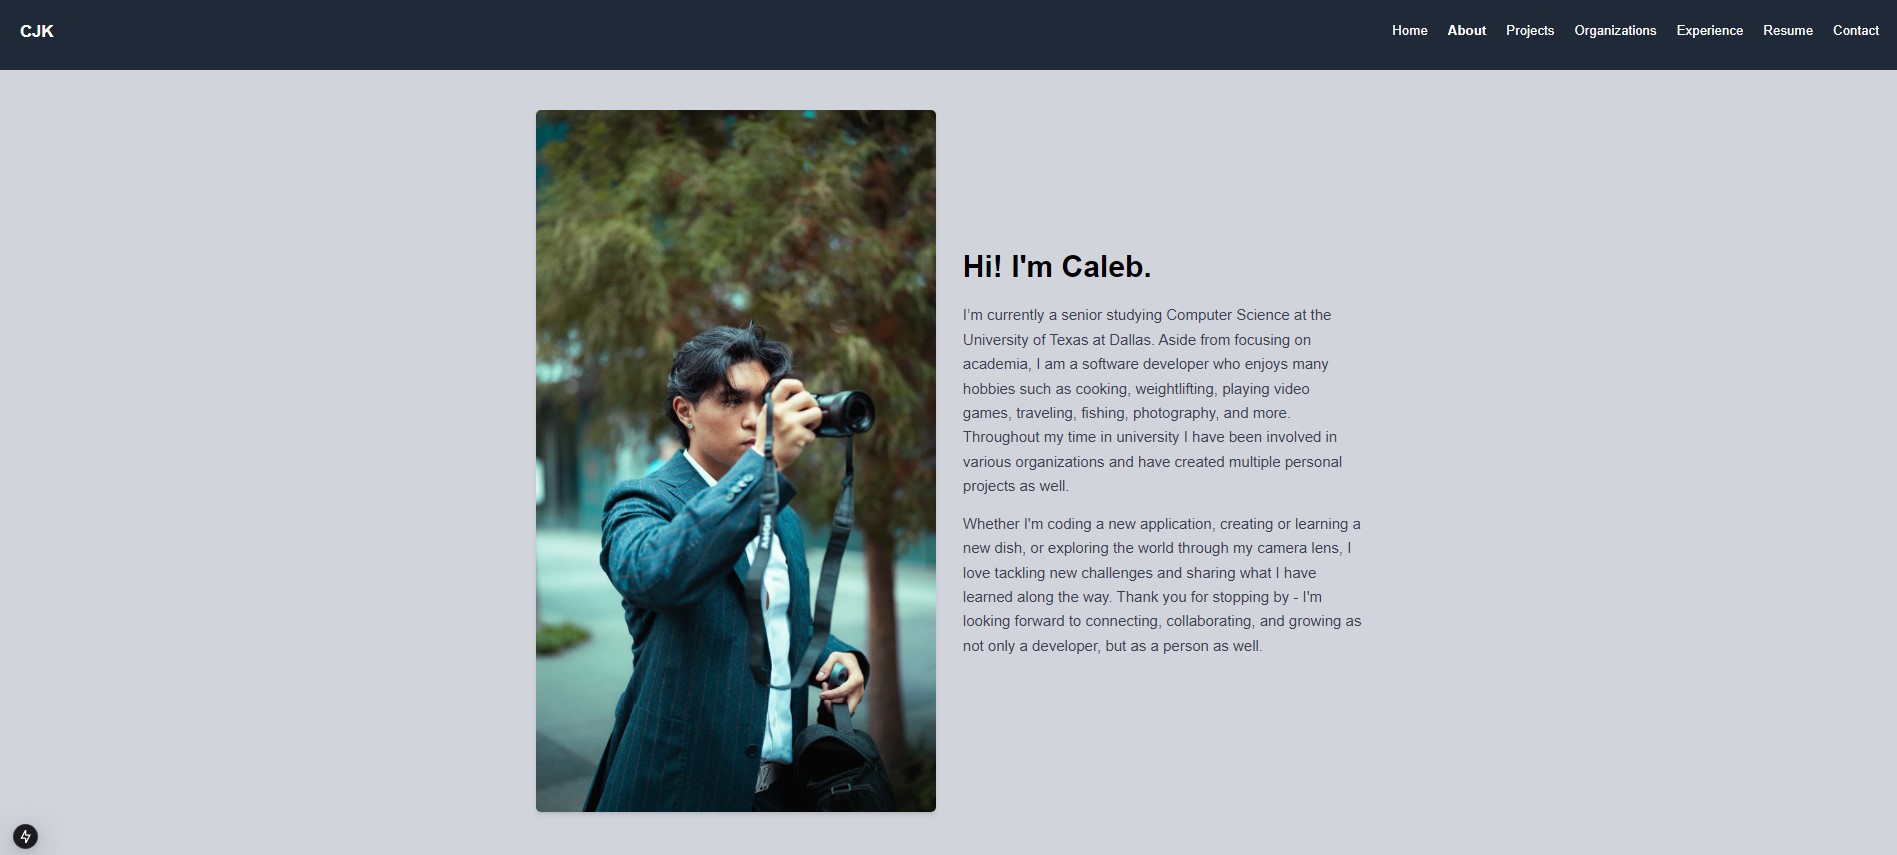 CJK
Home About Projects Organizations Experience Resume Contact
Hi! I'm Caleb.
I’m currently a senior studying Computer Science at the
University of Texas at Dallas. Aside from focusing on
academia, I am a software developer who enjoys many
hobbies such as cooking, weightlifting, playing video
games, traveling, fishing, photography, and more.
Throughout my time in university I have been involved in
various organizations and have created multiple personal
projects as well.
Whether I'm coding a new application, creating or learning a
new dish, or exploring the world through my camera lens, I
love tackling new challenges and sharing what I have
learned along the way. Thank you for stopping by - I'm
looking forward to connecting, collaborating, and growing as
not only a developer, but as a person as well.
SONY